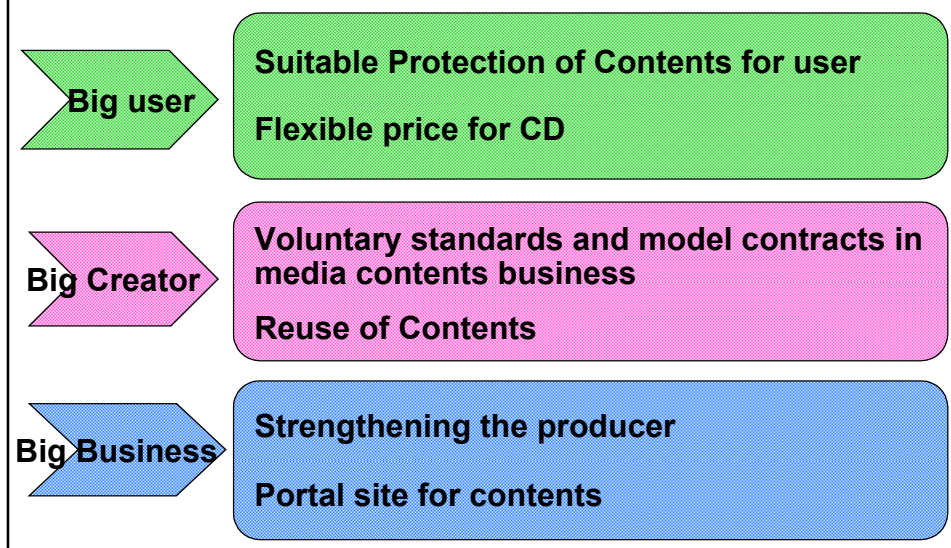 Big user
Suitable Protection of Contents for user
Flexible price for CD
Big Creator
Voluntary standards and model contracts in
media contents business
Reuse of Contents
Big Business
Strengthening the producer
Portal site for contents